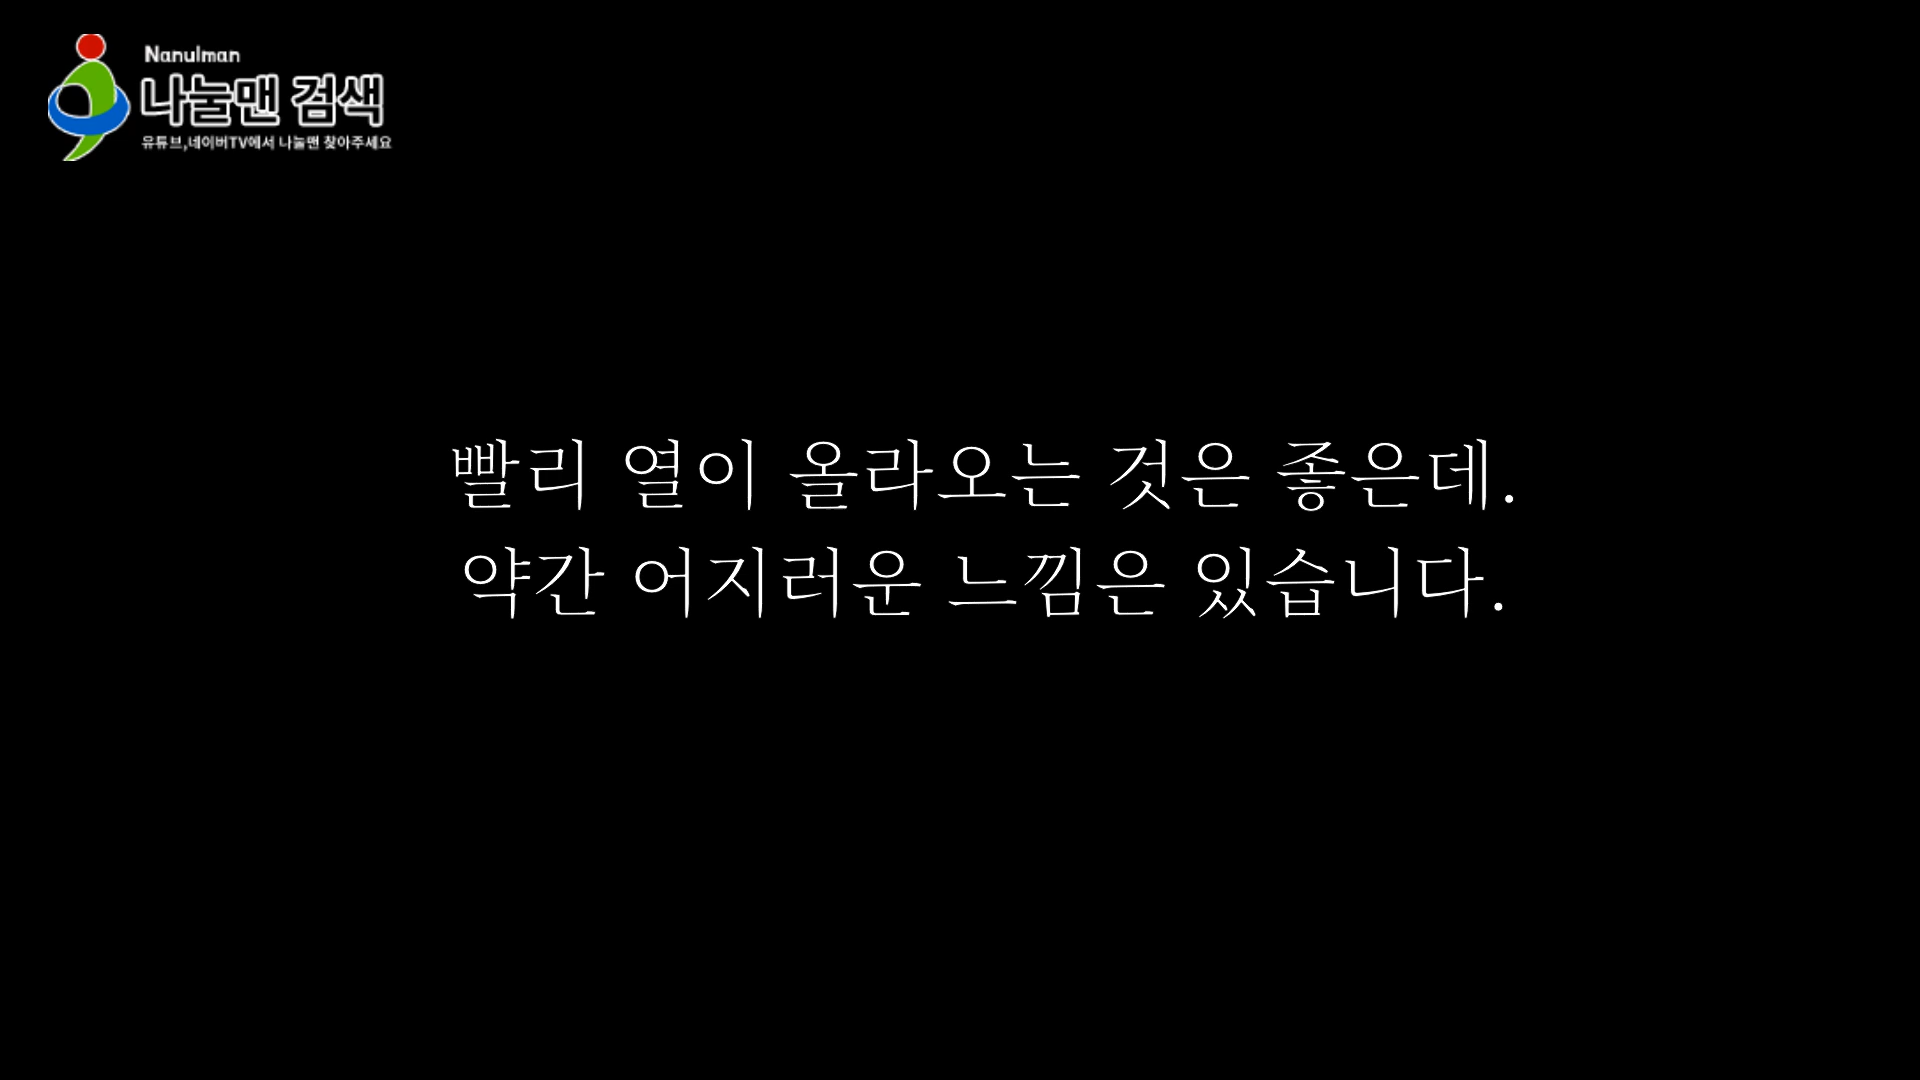 Nanulman
나눌맨 검색
유튜브,네이버TV에서 나눌맨 찾아주세요
빨리 열이 올라오는 것은 좋은데.
약간 어지러운 느낌은 있습니다.